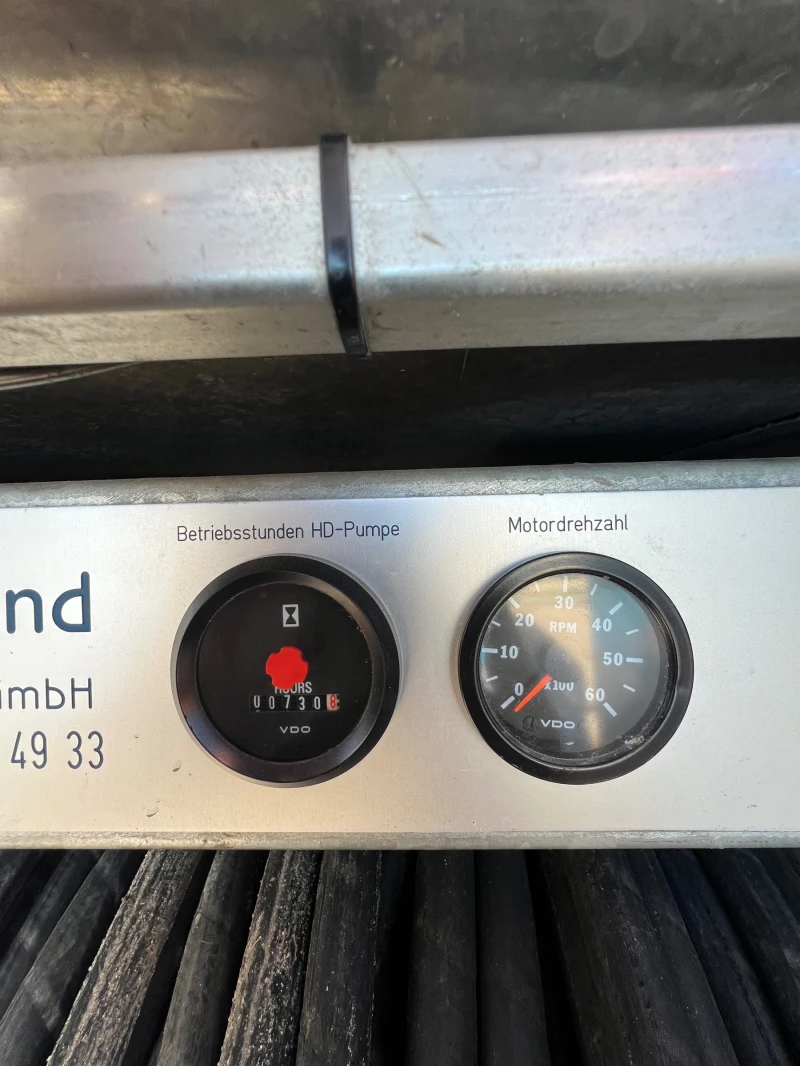 Betriebsstunden HD-Pumpe
Motordrehzahl
nd
mbH
49 33
HOURS
007308
VDO
30
20
40
RPM
10
50
x100
0
60
VDO